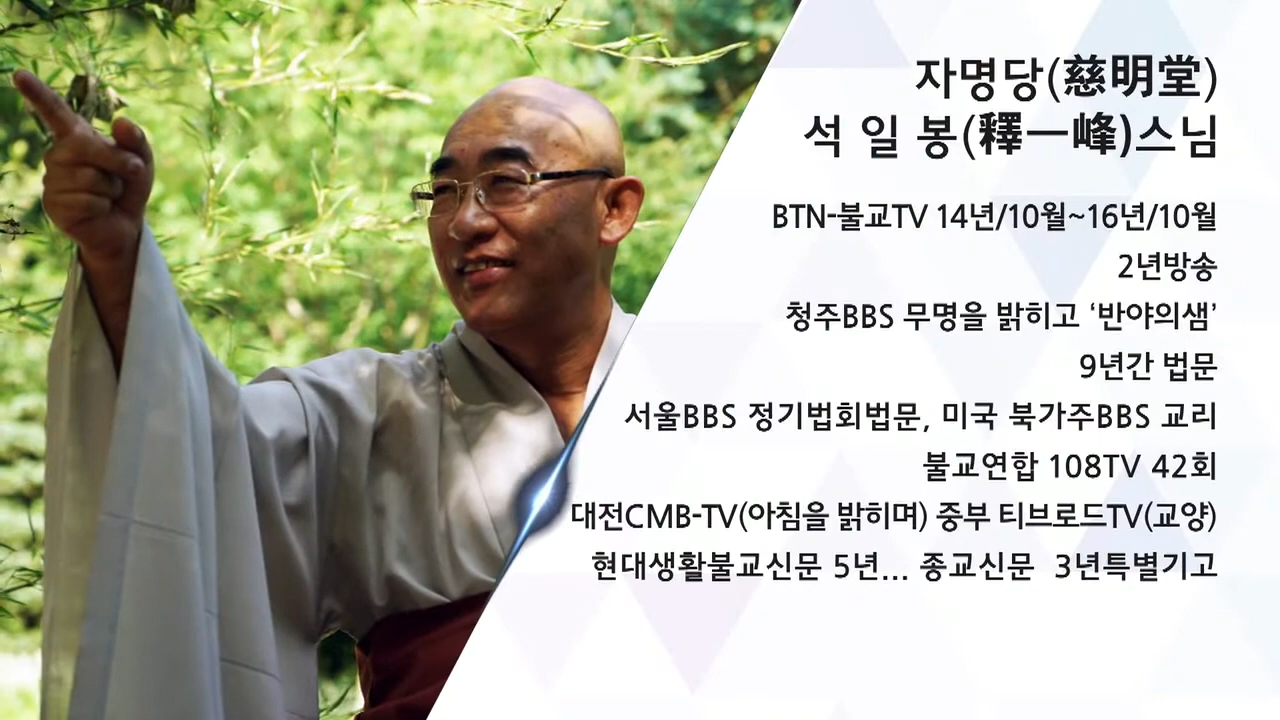 자명당(慈明堂)
석 일 봉(釋一峰)스님
BTN-불교TV 14년/10월~16년/10월
2년방송
청주BBS 무명을 밝히고 ‘반야의샘’
9년간 법문
서울BBS 정기법회법문, 미국 북가주BBS 교리
불교연합 108TV 42회
대전CMB-TV(아침을 밝히며) 중부 티브로드TV(교양)
현대생활불교신문 5년... 종교신문 3년특별기고